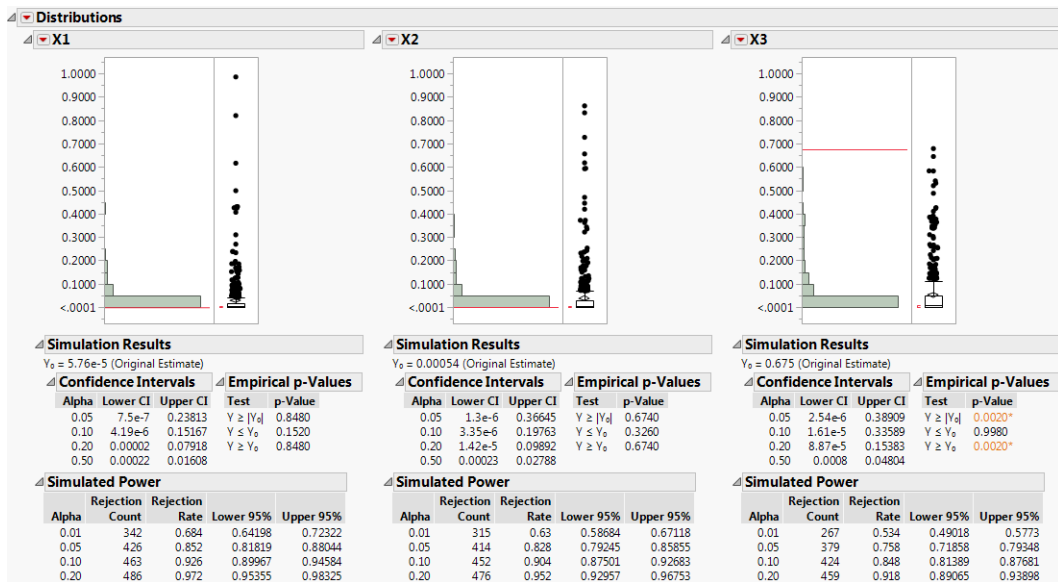 Distributions
X1
1.0000
0.9000
0.8000
0.7000
0.6000
0.5000
0.4000
0.3000
0.2000
0.1000
<.0001
Simulation Results
Y₀ = 5.76e-5 (Original Estimate)
Confidence Intervals
Alpha Lower CI Upper CI
0.05 7.5e-7 0.23813
0.10 4.19e-6 0.15167
0.20 0.00002 0.07918
0.50 0.00022 0.01608
Empirical p-Values
Test p-Value
Y ≥ |Y₀| 0.8480
Y ≤ Y₀ 0.1520
Y ≥ Y₀ 0.8480
Simulated Power
Rejection Rejection
Alpha Count Rate Lower 95% Upper 95%
0.01 342 0.684 0.64198 0.72322
0.05 426 0.852 0.81819 0.88044
0.10 463 0.926 0.89967 0.94584
0.20 486 0.972 0.95355 0.98325
X2
1.0000
0.9000
0.8000
0.7000
0.6000
0.5000
0.4000
0.3000
0.2000
0.1000
<.0001
Simulation Results
Y₀ = 0.00054 (Original Estimate)
Confidence Intervals
Alpha Lower CI Upper CI
0.05 1.3e-6 0.36645
0.10 3.35e-6 0.19763
0.20 1.42e-5 0.09892
0.50 0.00023 0.02788
Empirical p-Values
Test p-Value
Y ≥ |Y₀| 0.6740
Y ≤ Y₀ 0.3260
Y ≥ Y₀ 0.6740
Simulated Power
Rejection Rejection
Alpha Count Rate Lower 95% Upper 95%
0.01 315 0.63 0.58684 0.67118
0.05 414 0.828 0.79245 0.85855
0.10 452 0.904 0.87501 0.92683
0.20 476 0.952 0.92957 0.96753
X3
1.0000
0.9000
0.8000
0.7000
0.6000
0.5000
0.4000
0.3000
0.2000
0.1000
<.0001
Simulation Results
Y₀ = 0.675 (Original Estimate)
Confidence Intervals
Alpha Lower CI Upper CI
0.05 2.54e-6 0.38909
0.10 1.61e-5 0.33589
0.20 8.87e-5 0.15383
0.50 0.0008 0.04804
Empirical p-Values
Test p-Value
Y ≥ |Y₀| 0.0020*
Y ≤ Y₀ 0.9980
Y ≥ Y₀ 0.0020*
Simulated Power
Rejection Rejection
Alpha Count Rate Lower 95% Upper 95%
0.01 267 0.534 0.49018 0.5773
0.05 379 0.758 0.71858 0.79348
0.10 424 0.848 0.81389 0.87681
0.20 459 0.918 0.89065 0.93898